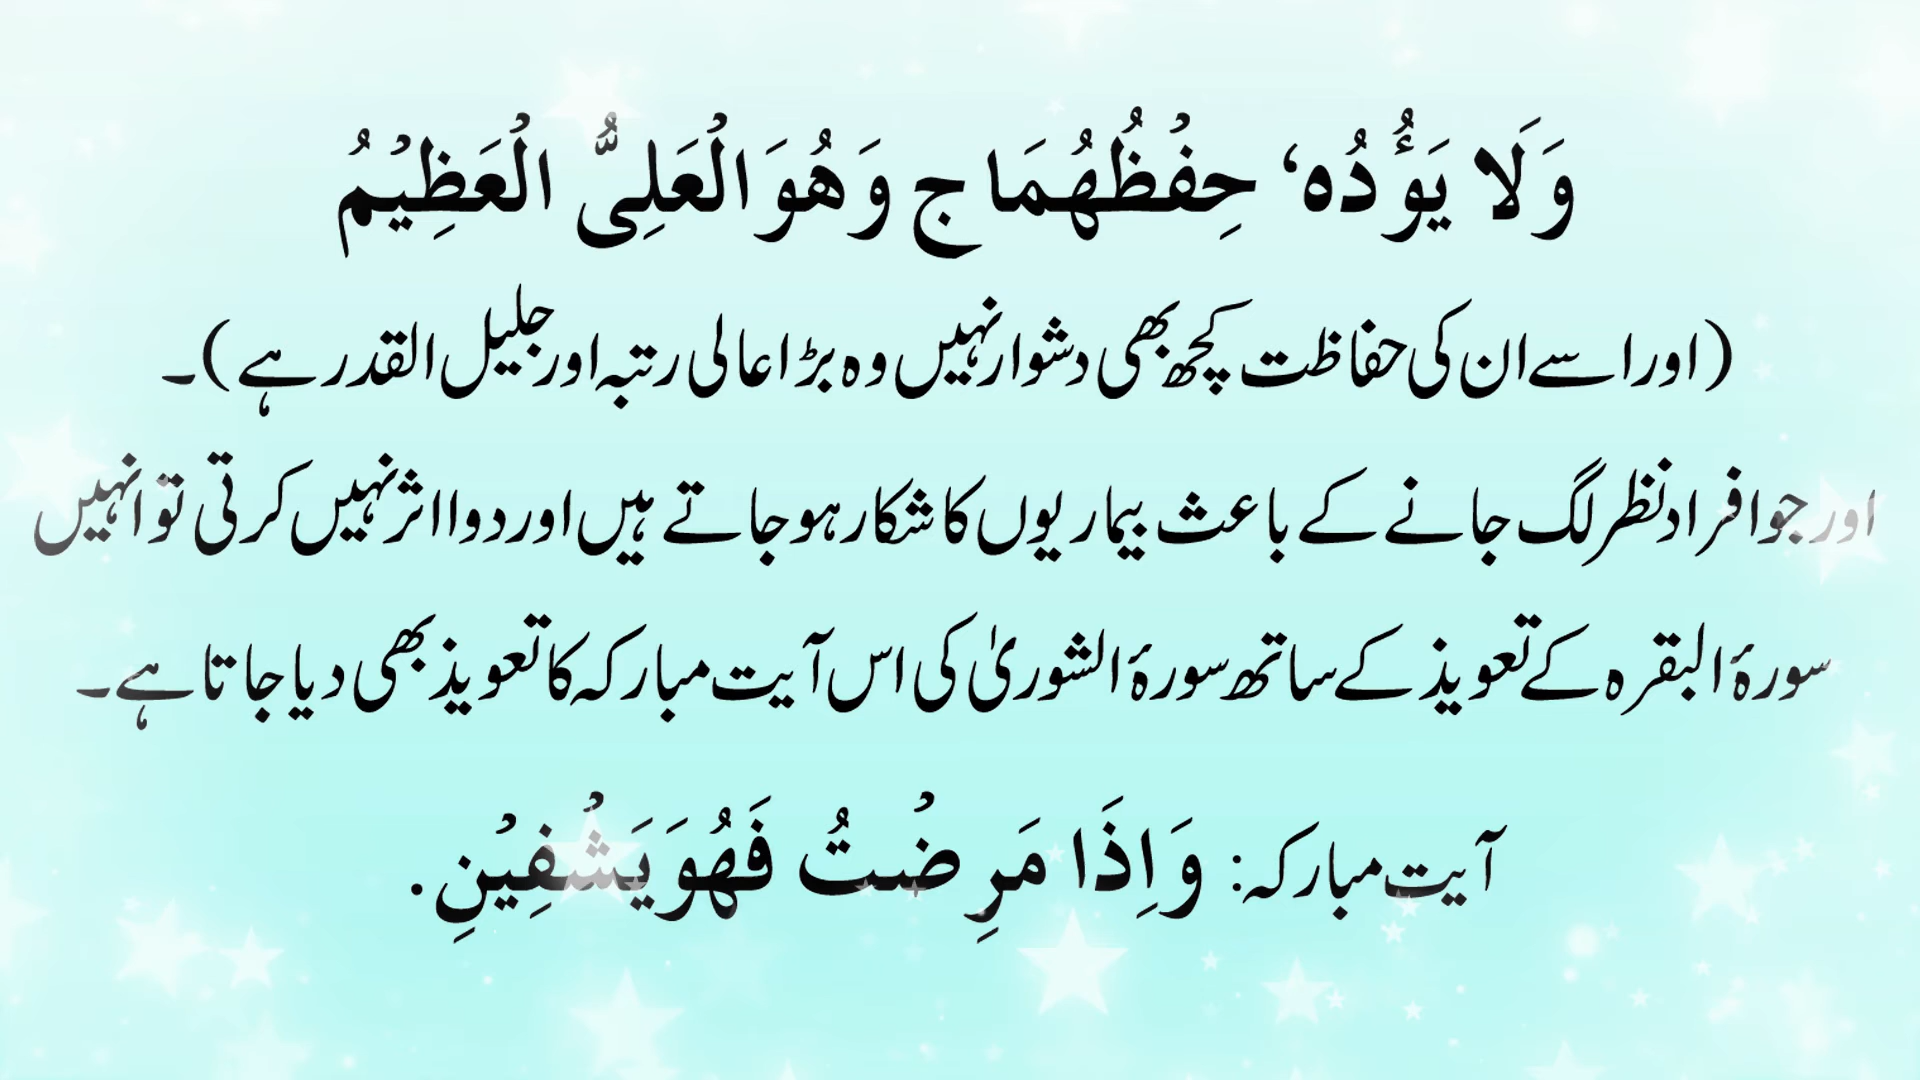 وَلَا یَؤُدُہٗ حِفۡظُہُمَا ج وَہُوَ الۡعَلِیُّ الۡعَظِیۡمُ
(اور اسے ان کی حفاظت کچھ بھی دشوار نہیں وہ بڑا عالی رتبہ اور جلیل القدر ہے)۔
اور جو افراد نظر لگ جانے کے باعث بیماریوں کا شکار ہو جاتے ہیں اور دوا اثر نہیں کرتی تو انہیں
سورۂ البقرہ کے تعویذ کے ساتھ سورۂ الشوریٰ کی اس آیت مبارکہ کا تعویذ بھی دیا جاتا ہے۔
آیت مبارکہ: وَاِذَا مَرِضۡتُ فَہُوَ یَشۡفِیۡنِ.